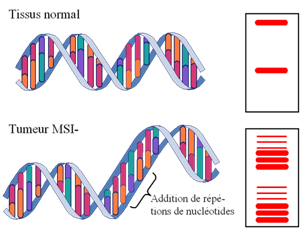 Tissus normal
Tumeur MSI-
Addition de répé-
tions de nucléotides